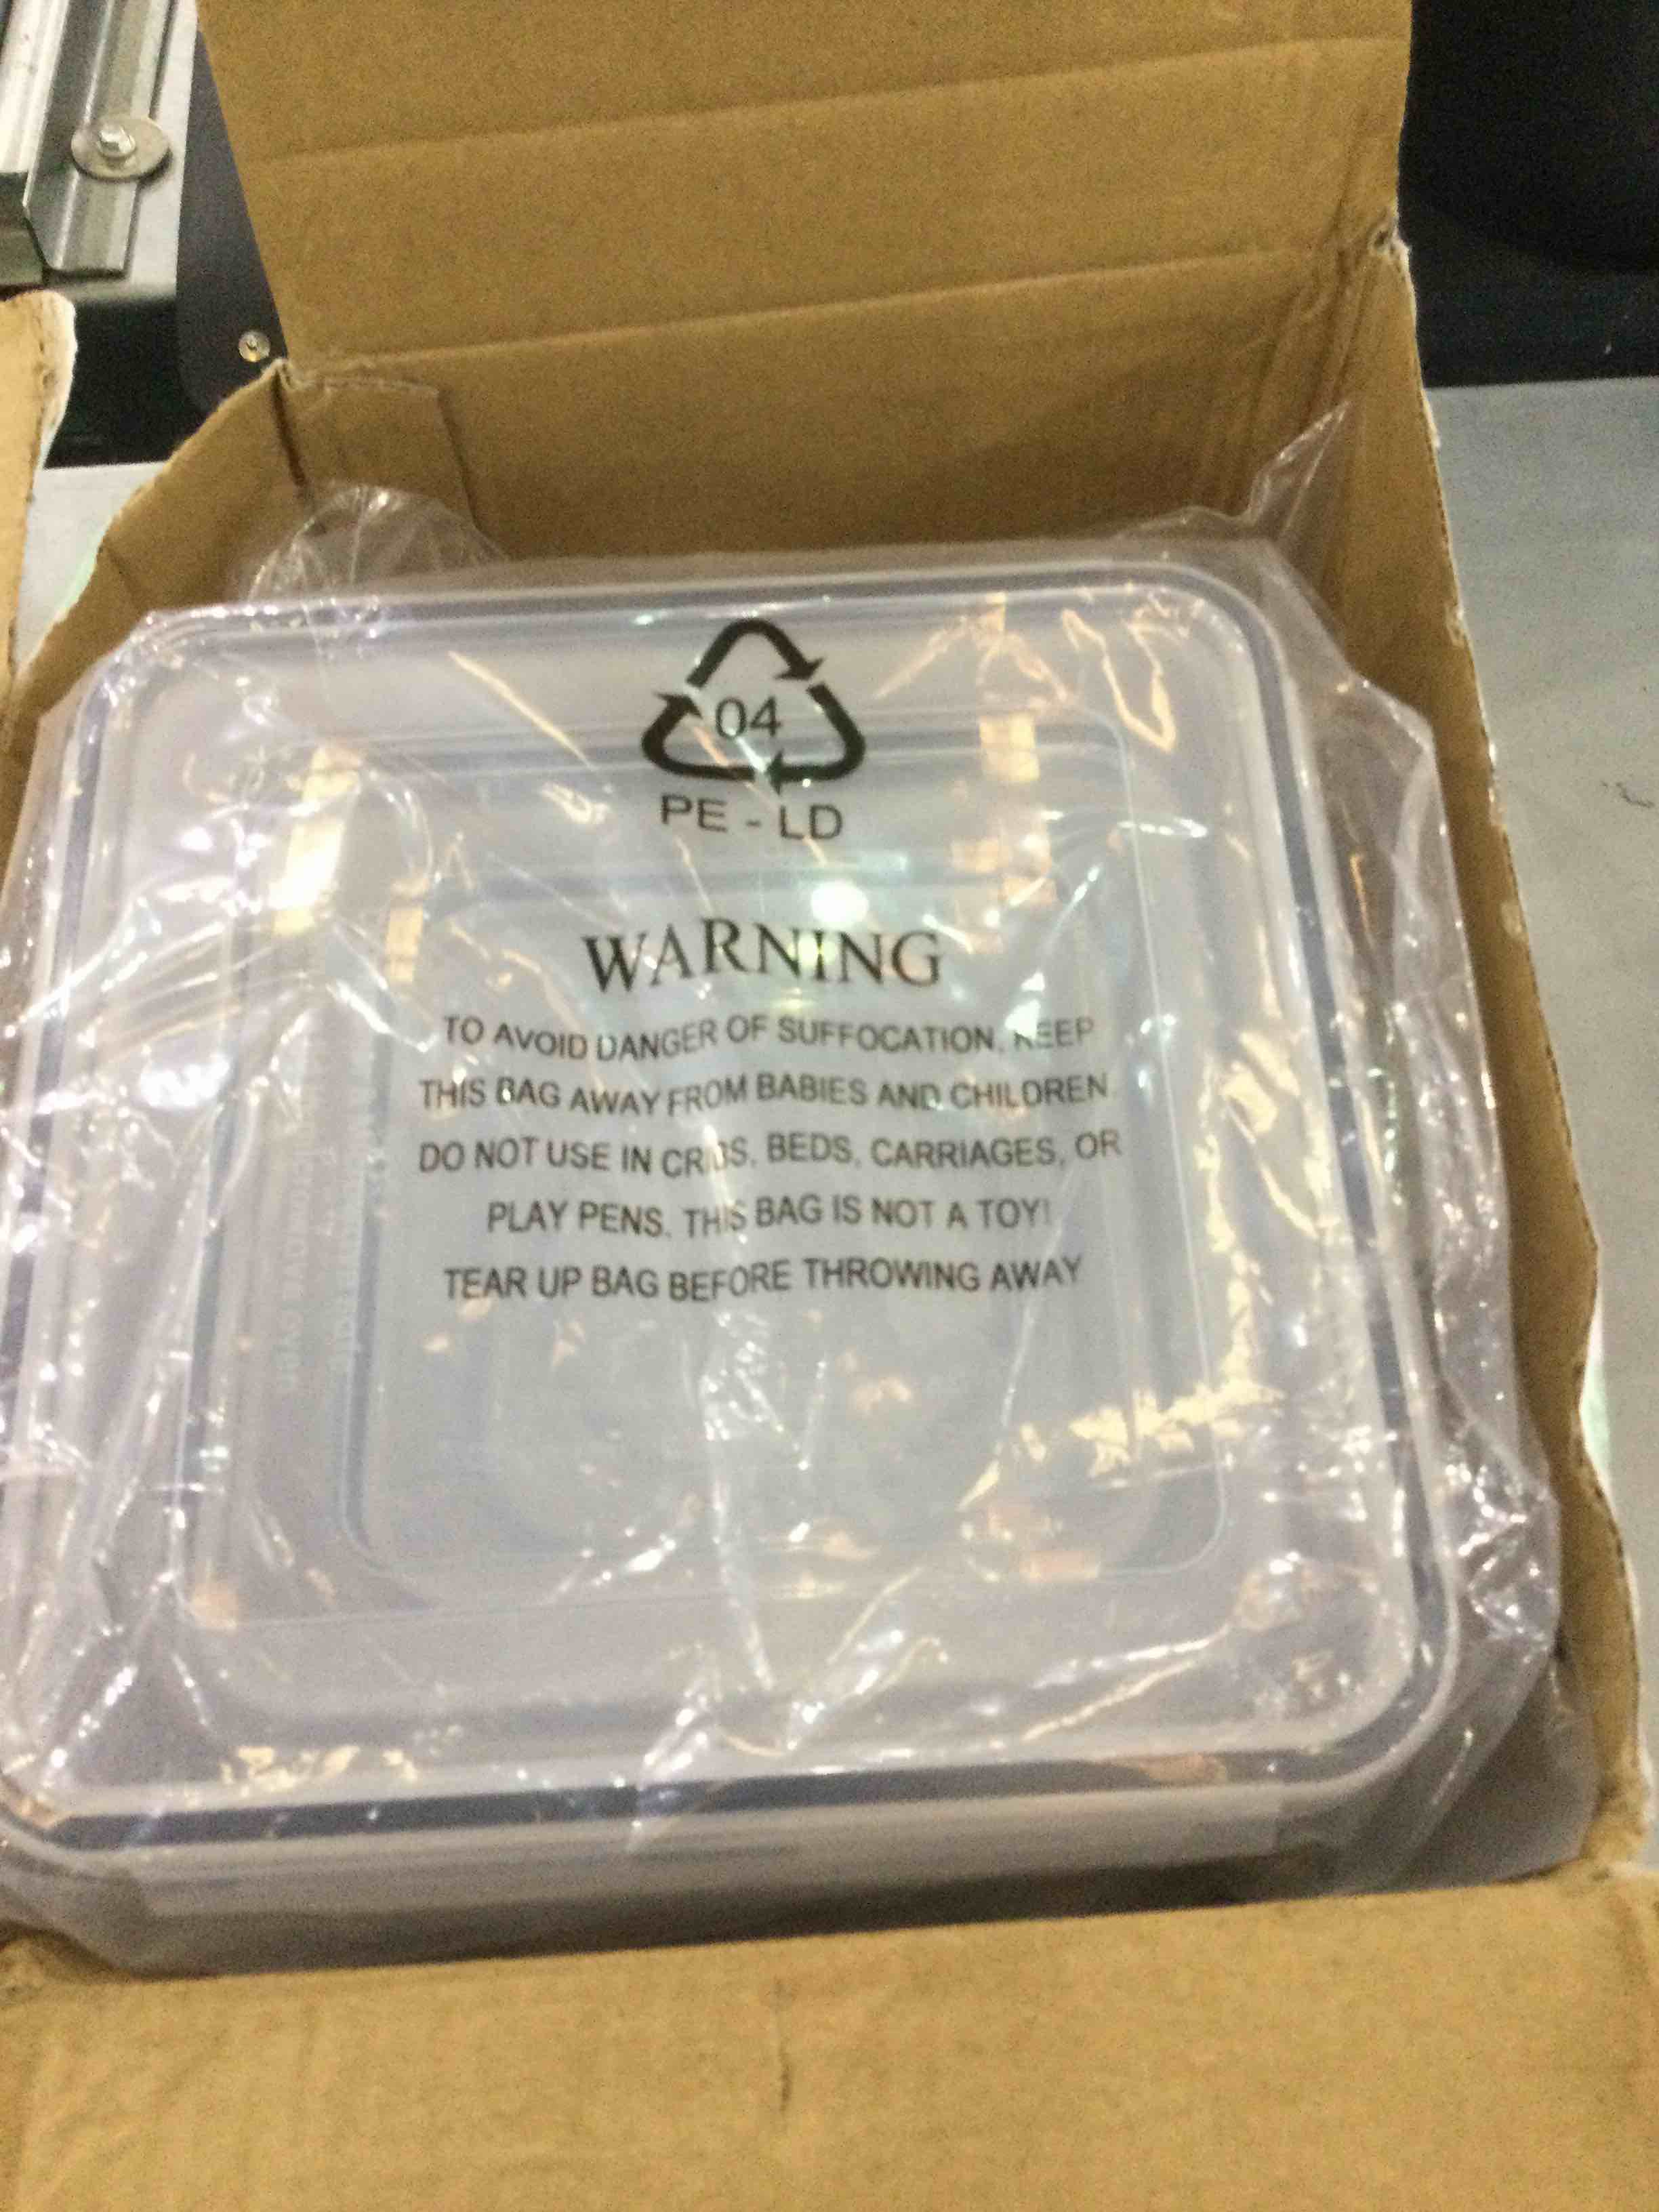 04
PE - LD
WARNING
TO AVOID DANGER OF SUFFOCATION, KEEP
THIS BAG AWAY FROM BABIES AND CHILDREN
DO NOT USE IN CRIBS, BEDS, CARRIAGES, OR
PLAY PENS. THIS BAG IS NOT A TOY!
TEAR UP BAG BEFORE THROWING AWAY